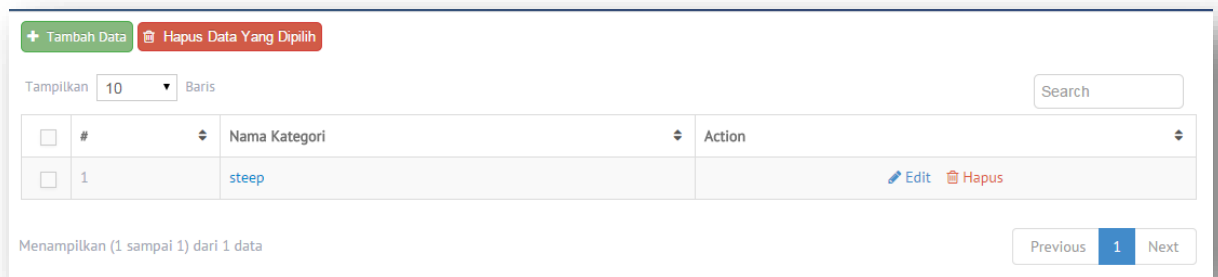 Tambah Data Hapus Data Yang Dipilih
Tampilkan 10 Baris Search
# Nama Kategori Action
1 steep Edit Hapus
Menampilkan (1 sampai 1) dari 1 data Previous 1 Next